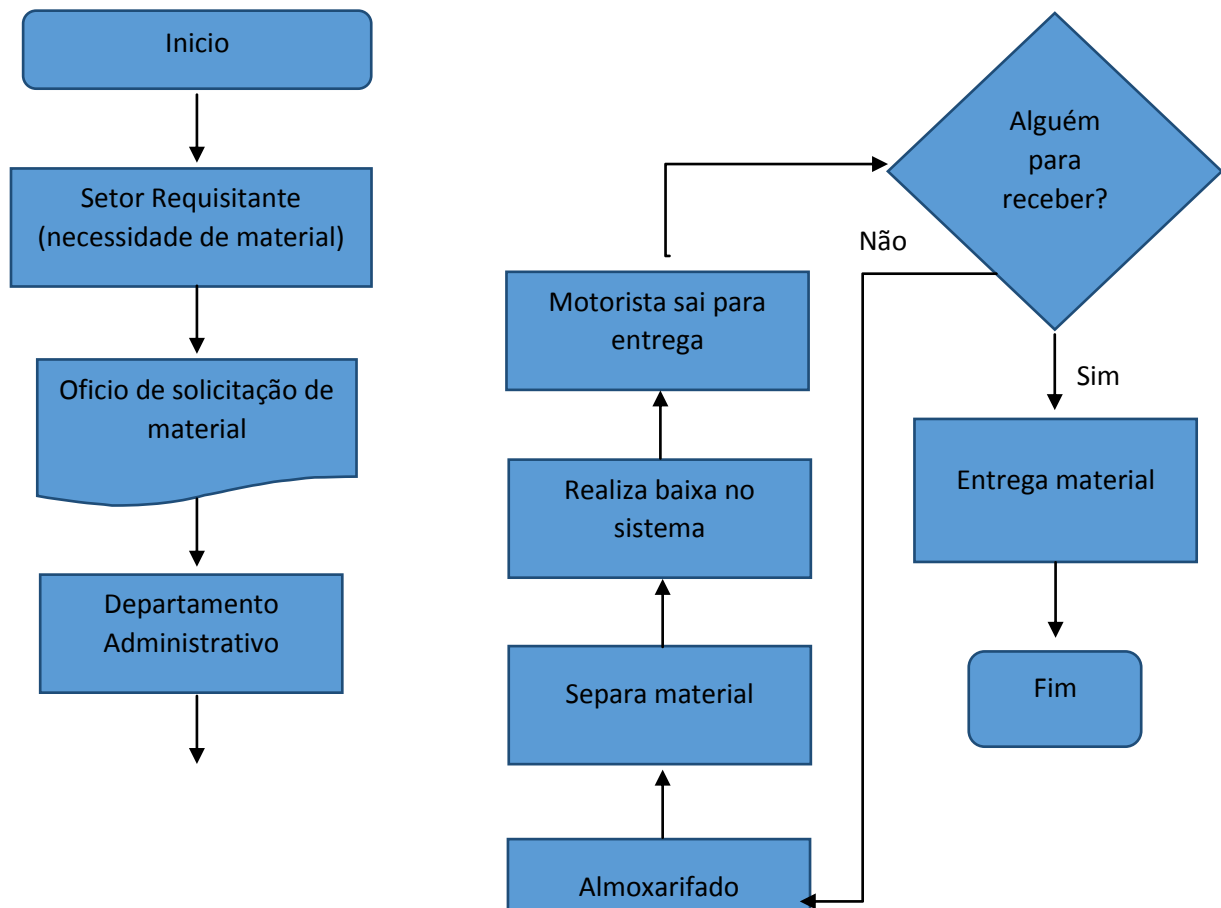 Inicio
Setor Requisitante
(necessidade de material)
Oficio de solicitação de
material
Departamento
Administrativo
Almoxarifado
Separa material
Realiza baixa no
sistema
Motorista sai para
entrega
Alguém
para
receber?
Não
Sim
Entrega material
Fim